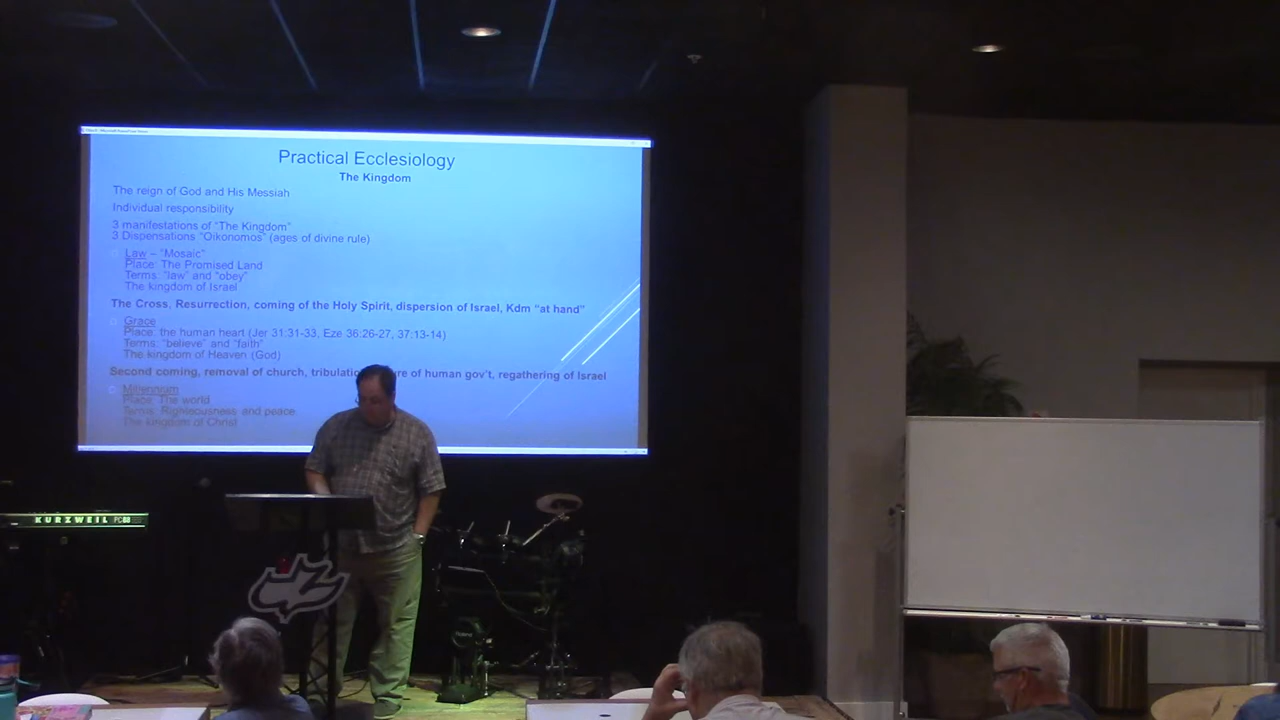 Practical Ecclesiology
The Kingdom
The reign of God and His Messiah
Individual responsibility
3 manifestations of "The Kingdom"
3 Dispensations "Oikonomos" (ages of divine rule)
Law – "Mosaic"
Place: The Promised Land
Terms: "law" and "obey"
The kingdom of Israel
The Cross, Resurrection, coming of the Holy Spirit, dispersion of Israel, Kdm "at hand"
Grace
Place: the human heart (Jer 31:31-33, Eze 36:26-27, 37:13-14)
Terms: "believe" and "faith"
The kingdom of Heaven (God)
Second coming, removal of church, of human gov't, regathering of Israel
Millennium
Place: The world
Terms: Righteousness and peace
The kingdom of Christ
KURZWEIL PC88